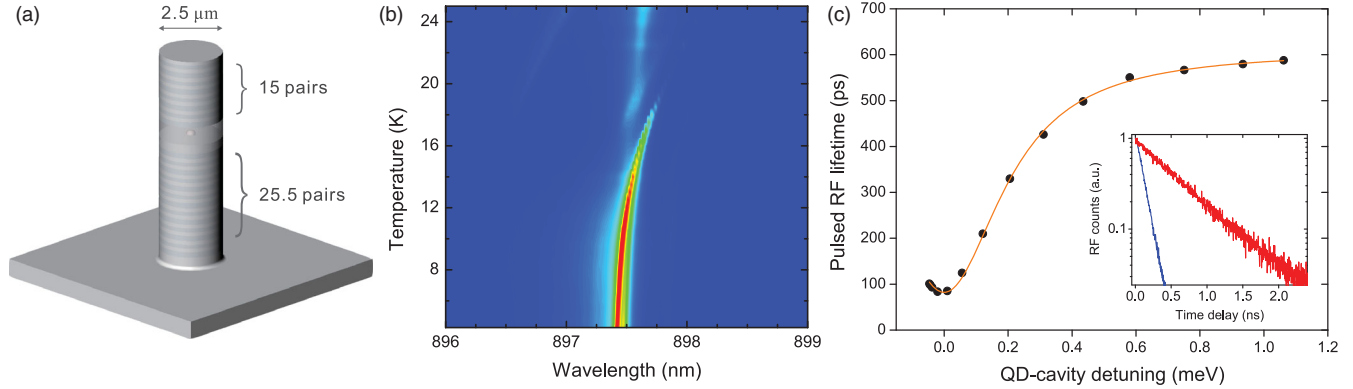 (a)
2.5 μm
15 pairs
25.5 pairs
(b)
Temperature (K)
24
20
16
12
8
896
897
898
899
Wavelength (nm)
(c)
Pulsed RF lifetime (ps)
700
600
500
400
300
200
100
0
0.0
0.2
0.4
0.6
0.8
1.0
1.2
QD-cavity detuning (meV)
RF counts (a.u,)
1
0.1
0.0
0.5
1.0
1.5
2.0
Time delay (ns)